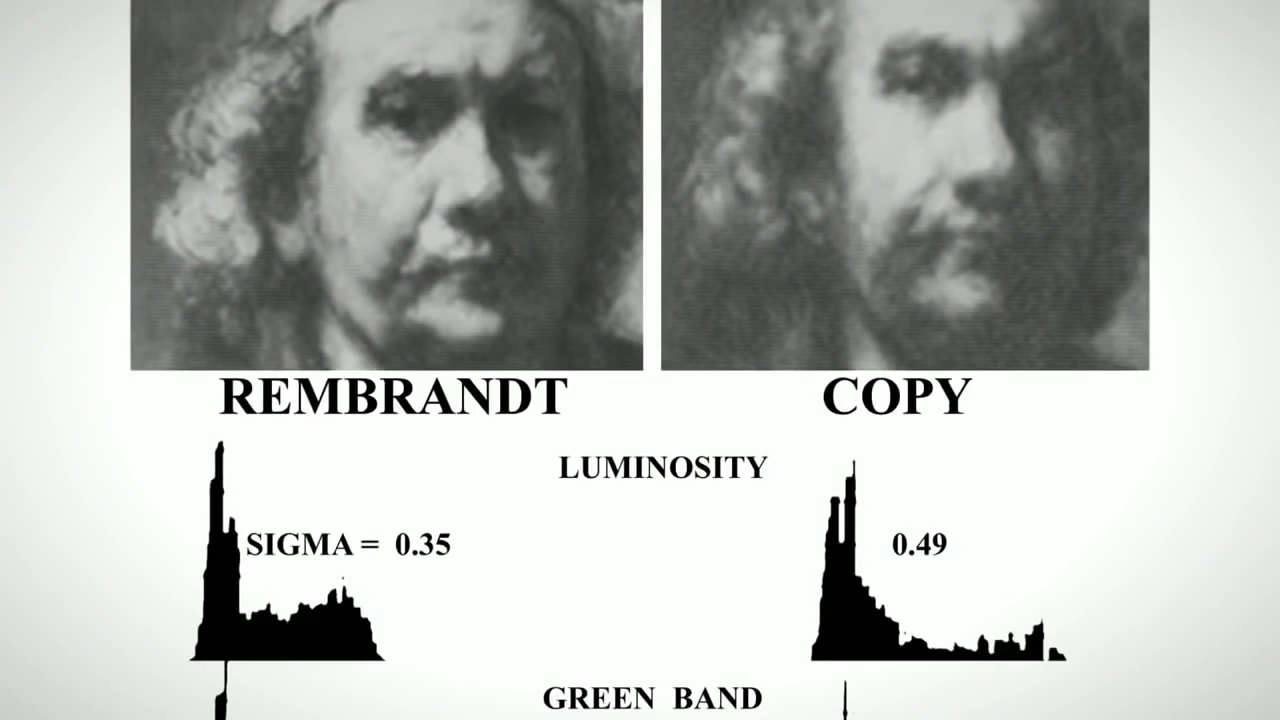 REMBRANDT COPY
LUMINOSITY
SIGMA = 0.35 0.49
GREEN BAND